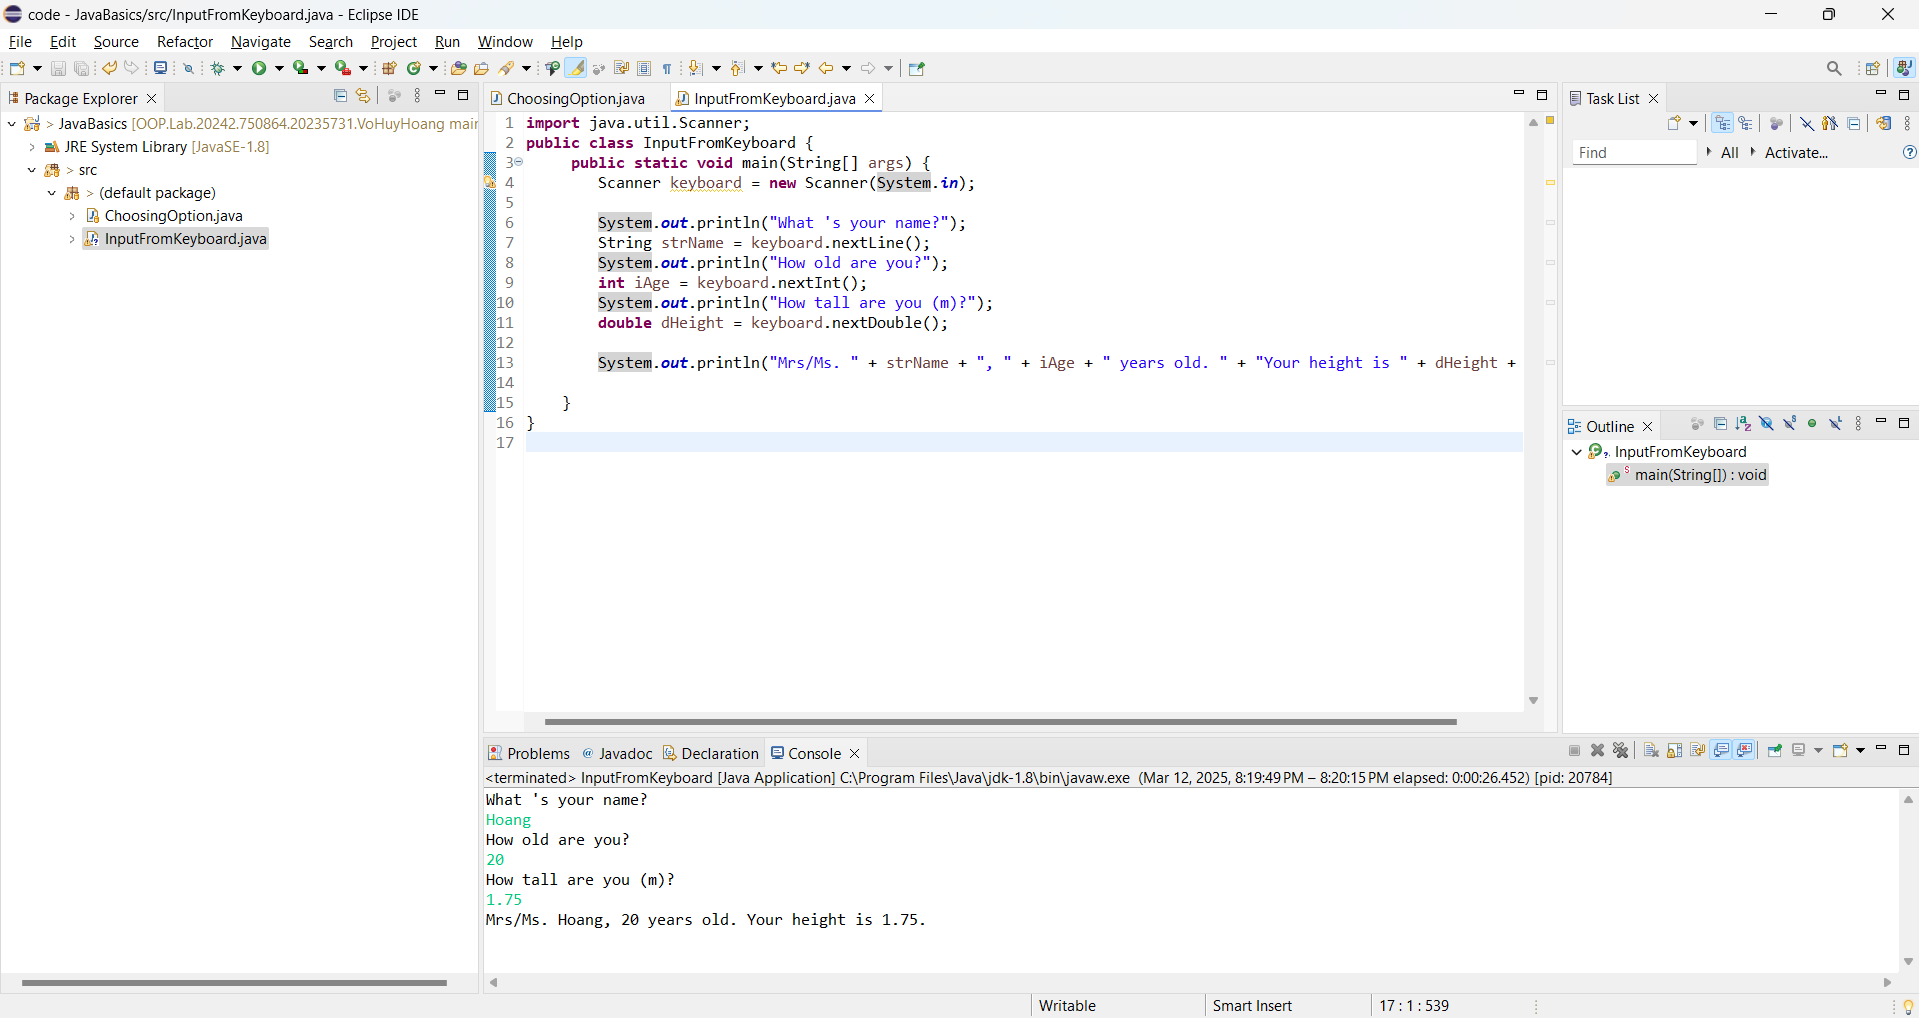 code - JavaBasics/src/InputFromKeyboard.java - Eclipse IDE
File Edit Source Refactor Navigate Search Project Run Window Help
Package Explorer
> JavaBasics [OOP.Lab.20242.750864.20235731.VoHuyHoang main
JRE System Library [JavaSE-1.8]
> src
> (default package)
ChoosingOption.java
InputFromKeyboard.java
ChoosingOption.java InputFromKeyboard.java
1 import java.util.Scanner;
2 public class InputFromKeyboard {
3 public static void main(String[] args) {
4 Scanner keyboard = new Scanner(System.in);
5
6 System.out.println("What 's your name?");
7 String strName = keyboard.nextLine();
8 System.out.println("How old are you?");
9 int iAge = keyboard.nextInt();
10 System.out.println("How tall are you (m)?");
11 double dHeight = keyboard.nextDouble();
12
13 System.out.println("Mrs/Ms. " + strName + ", " + iAge + " years old. " + "Your height is " + dHeight +
14
15 }
16 }
17
Task List
Find All Activate...
Outline
InputFromKeyboard
main(String[]) : void
Problems Javadoc Declaration Console
<terminated> InputFromKeyboard [Java Application] C:\Program Files\Java\jdk-1.8\bin\javaw.exe (Mar 12, 2025, 8:19:49 PM – 8:20:15 PM elapsed: 0:00:26.452) [pid: 20784]
What 's your name?
Hoang
How old are you?
20
How tall are you (m)?
1.75
Mrs/Ms. Hoang, 20 years old. Your height is 1.75.
Writable Smart Insert 17 : 1 : 539